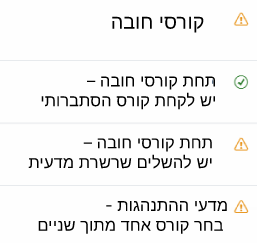 קורסי חובה
תחת קורסי חובה –
יש לקחת קורס הסתברותי
תחת קורסי חובה –
יש להשלים שרשרת מדעית
מדעי ההתנהגות -
בחר קורס אחד מתוך שניים